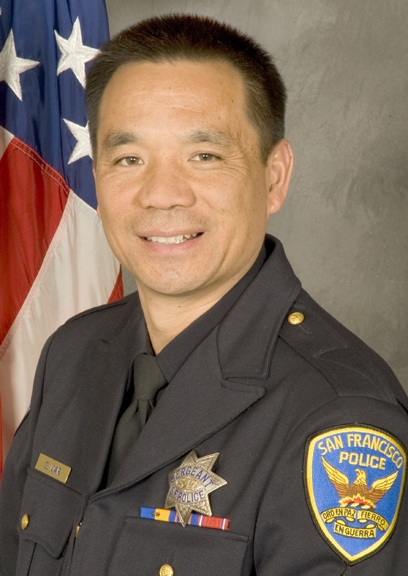 SAN FRANCISCO
POLICE
ORO EN PAZ FIERRO
EN GUERRA
SERGEANT
POLICE